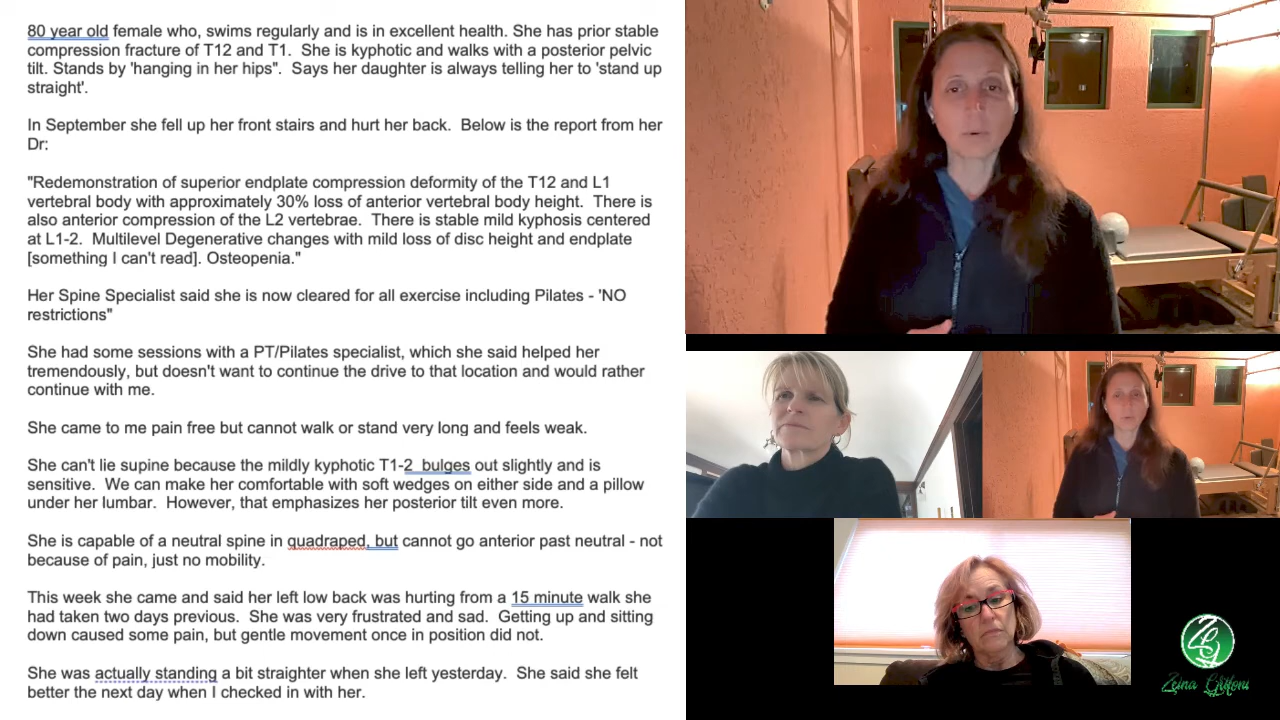 80 year old female who, swims regularly and is in excellent health. She has prior stable
compression fracture of T12 and T1.  She is kyphotic and walks with a posterior pelvic
tilt. Stands by 'hanging in her hips".  Says her daughter is always telling her to 'stand up
straight'.
In September she fell up her front stairs and hurt her back.  Below is the report from her
Dr:
"Redemonstration of superior endplate compression deformity of the T12 and L1
vertebral body with approximately 30% loss of anterior vertebral body height.  There is
also anterior compression of the L2 vertebrae.  There is stable mild kyphosis centered
at L1-2.  Multilevel Degenerative changes with mild loss of disc height and endplate
[something I can't read]. Osteopenia."
Her Spine Specialist said she is now cleared for all exercise including Pilates - 'NO
restrictions"
She had some sessions with a PT/Pilates specialist, which she said helped her
tremendously, but doesn't want to continue the drive to that location and would rather
continue with me.
She came to me pain free but cannot walk or stand very long and feels weak.
She can't lie supine because the mildly kyphotic T1-2  bulges out slightly and is
sensitive.  We can make her comfortable with soft wedges on either side and a pillow
under her lumbar.  However, that emphasizes her posterior tilt even more.
She is capable of a neutral spine in quadraped, but cannot go anterior past neutral - not
because of pain, just no mobility.
This week she came and said her left low back was hurting from a 15 minute walk she
had taken two days previous.  She was very frustrated and sad.  Getting up and sitting
down caused some pain, but gentle movement once in position did not.
She was actually standing a bit straighter when she left yesterday.  She said she felt
better the next day when I checked in with her.